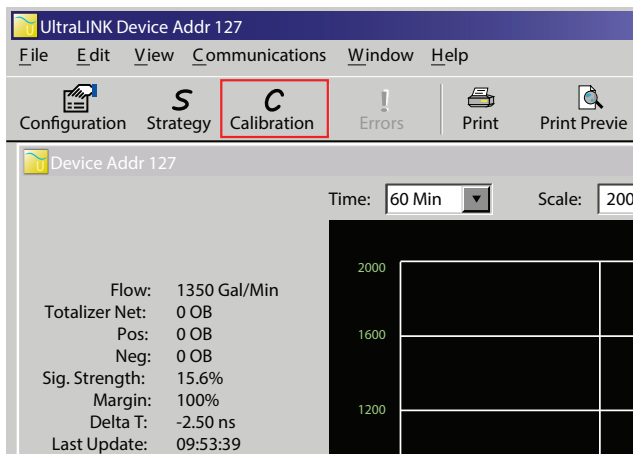 UltraLINK Device Addr 127
File Edit View Communications Window Help
S C !
Configuration Strategy Calibration Errors Print Print Previe
U Device Addr 127
Time: 60 Min Scale: 200
2000
Flow: 1350 Gal/Min
Totalizer Net: 0 OB
Pos: 0 OB
1600
Neg: 0 OB
Sig. Strength: 15.6%
Margin: 100%
1200
Delta T: -2.50 ns
Last Update: 09:53:39